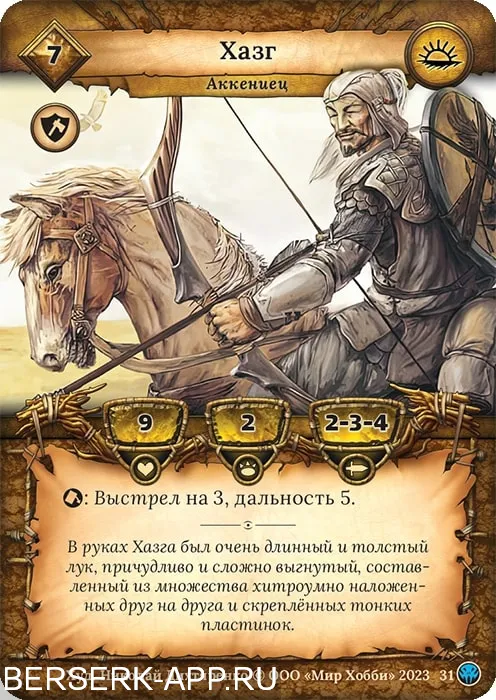 7
Хазг
Аккениец
9
2
2-3-4
: Выстрел на 3, дальность 5.
В руках Хазга был очень длинный и толстый
лук, причудливо и сложно выгнутый, состав-
ленный из множества хитроумно наложен-
ных друг на друга и скреплённых тонких
пластинок.
© ООО «Мир Хобби» 2023 31
BERSERK-APP.RU